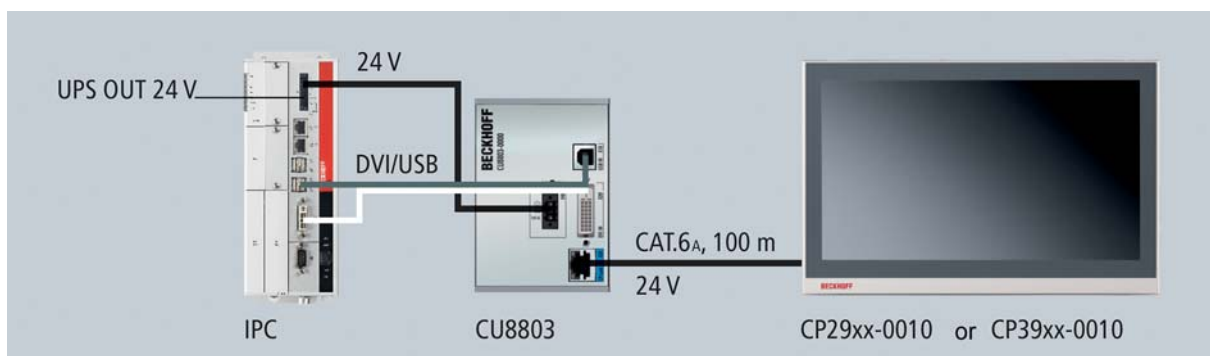 24 V
UPS OUT 24 V
BECKHOFF
CU8803-0000
DVI/USB
CAT.6A, 100 m
24 V
BECKHOFF
IPC
CU8803
CP29xx-0010 or CP39xx-0010